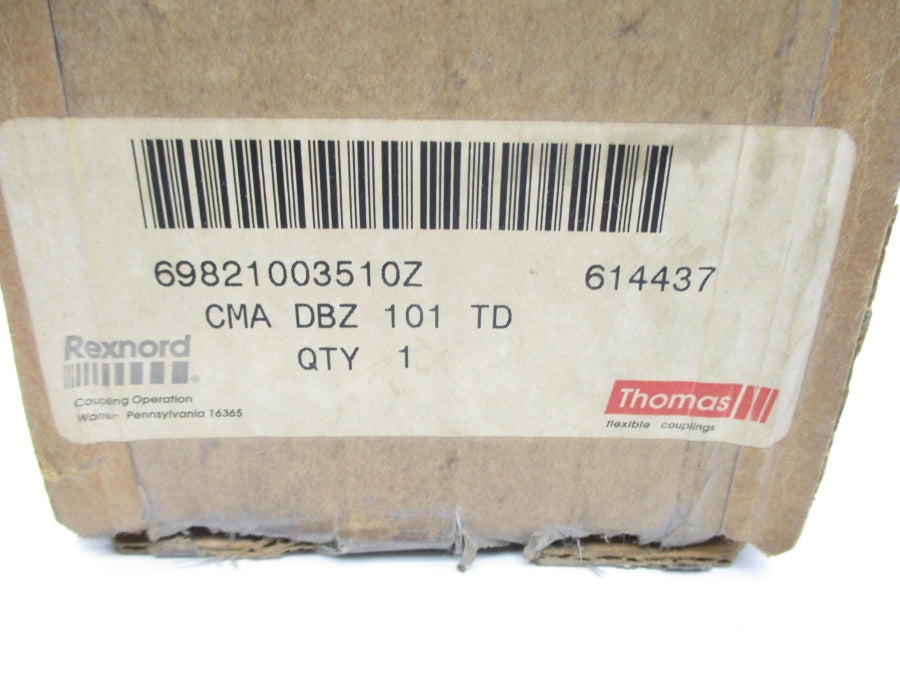 69821003510Z 614437
CMA DBZ 101 TD
QTY 1
Rexnord
®
Coupling Operation
Warren Pennsylvania 16365
Thomas
flexible couplings